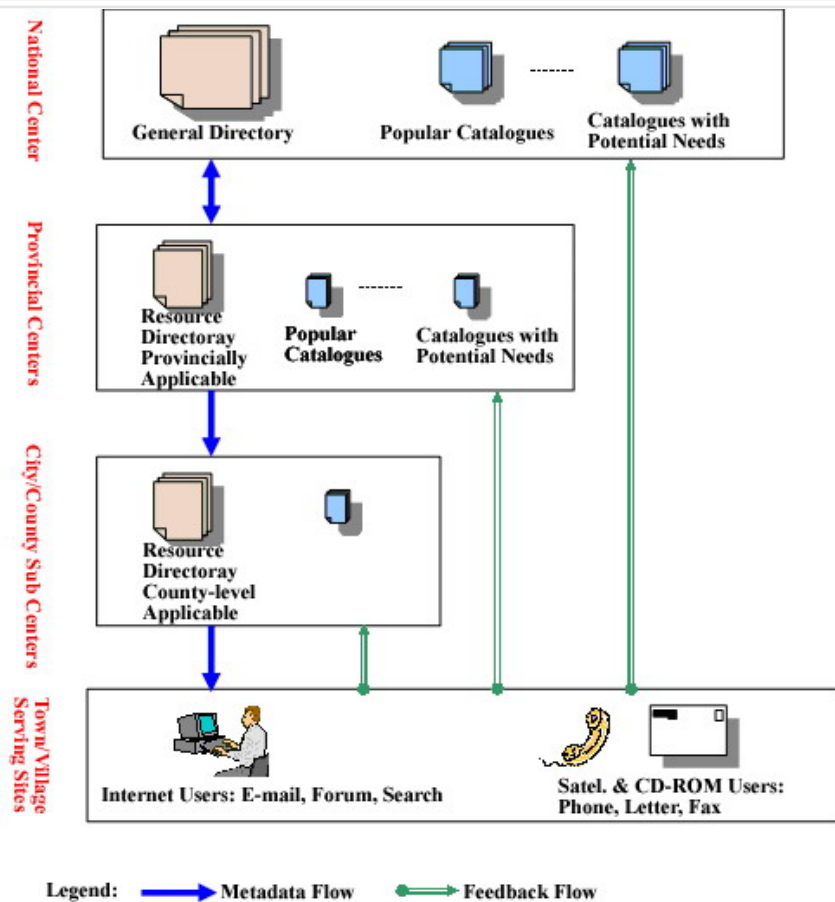 National Center
General Directory
Popular Catalogues
Catalogues with
Potential Needs
Provincial Centers
Resource
Directoray
Provincially
Applicable
Popular
Catalogues
Catalogues with
Potential Needs
City/County Sub Centers
Resource
Directoray
County-level
Applicable
Town/Village
Serving Sites
Internet Users: E-mail, Forum, Search
Satel. & CD-ROM Users:
Phone, Letter, Fax
Legend: Metadata Flow Feedback Flow